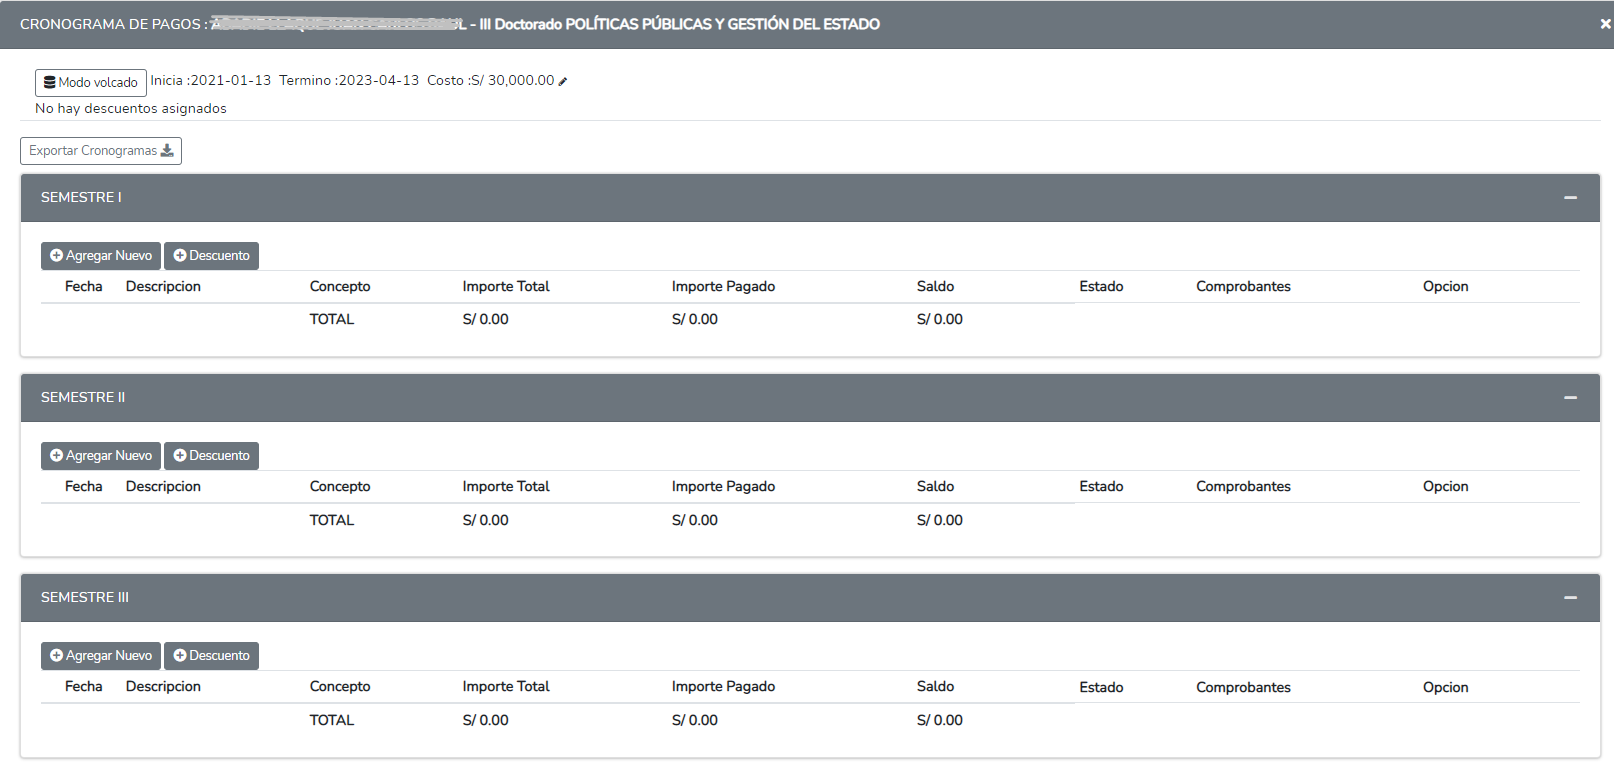 CRONOGRAMA DE PAGOS : - III Doctorado POLÍTICAS PÚBLICAS Y GESTIÓN DEL ESTADO
Modo volcado Inicia :2021-01-13 Termino :2023-04-13 Costo :S/ 30,000.00
No hay descuentos asignados
Exportar Cronogramas
SEMESTRE I
Agregar Nuevo Descuento
Fecha Descripcion Concepto Importe Total Importe Pagado Saldo Estado Comprobantes Opcion
TOTAL S/ 0.00 S/ 0.00 S/ 0.00
SEMESTRE II
Agregar Nuevo Descuento
Fecha Descripcion Concepto Importe Total Importe Pagado Saldo Estado Comprobantes Opcion
TOTAL S/ 0.00 S/ 0.00 S/ 0.00
SEMESTRE III
Agregar Nuevo Descuento
Fecha Descripcion Concepto Importe Total Importe Pagado Saldo Estado Comprobantes Opcion
TOTAL S/ 0.00 S/ 0.00 S/ 0.00